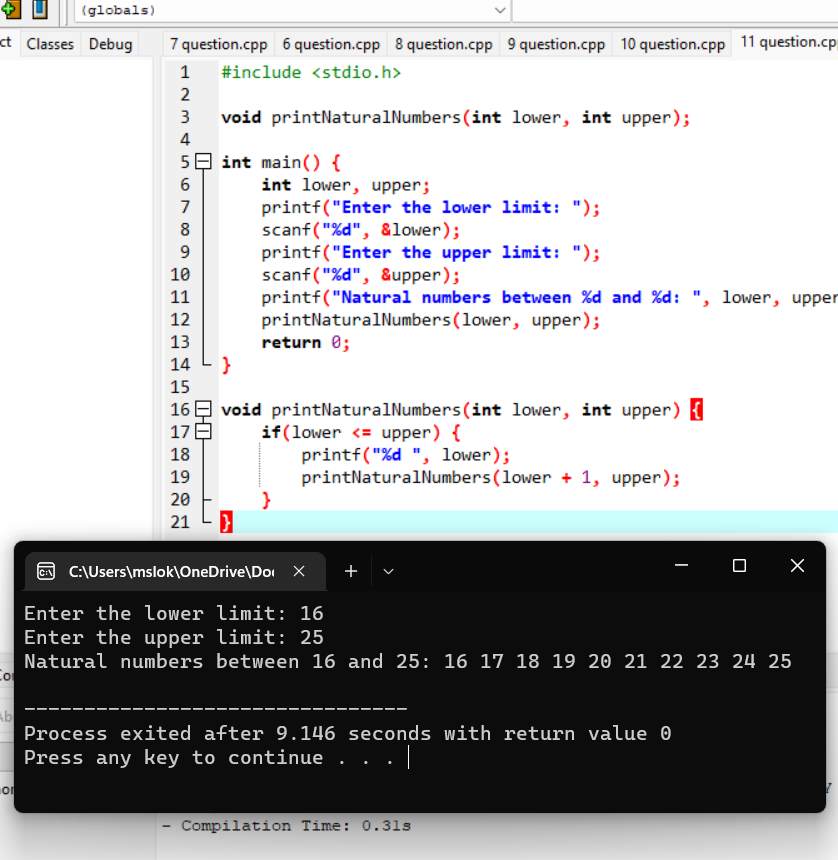 (globals)
Classes Debug
7 question.cpp 6 question.cpp 8 question.cpp 9 question.cpp 10 question.cpp 11 question.cp
1 #include <stdio.h>
2
3 void printNaturalNumbers(int lower, int upper);
4
5 int main() {
6 int lower, upper;
7 printf("Enter the lower limit: ");
8 scanf("%d", &lower);
9 printf("Enter the upper limit: ");
10 scanf("%d", &upper);
11 printf("Natural numbers between %d and %d: ", lower, upper
12 printNaturalNumbers(lower, upper);
13 return 0;
14 }
15
16 void printNaturalNumbers(int lower, int upper) {
17 if(lower <= upper) {
18 printf("%d ", lower);
19 printNaturalNumbers(lower + 1, upper);
20 }
21 }
C:\Users\mslok\OneDrive\Do
Enter the lower limit: 16
Enter the upper limit: 25
Natural numbers between 16 and 25: 16 17 18 19 20 21 22 23 24 25
--------------------------------
Process exited after 9.146 seconds with return value 0
Press any key to continue . . .
- Compilation Time: 0.31s